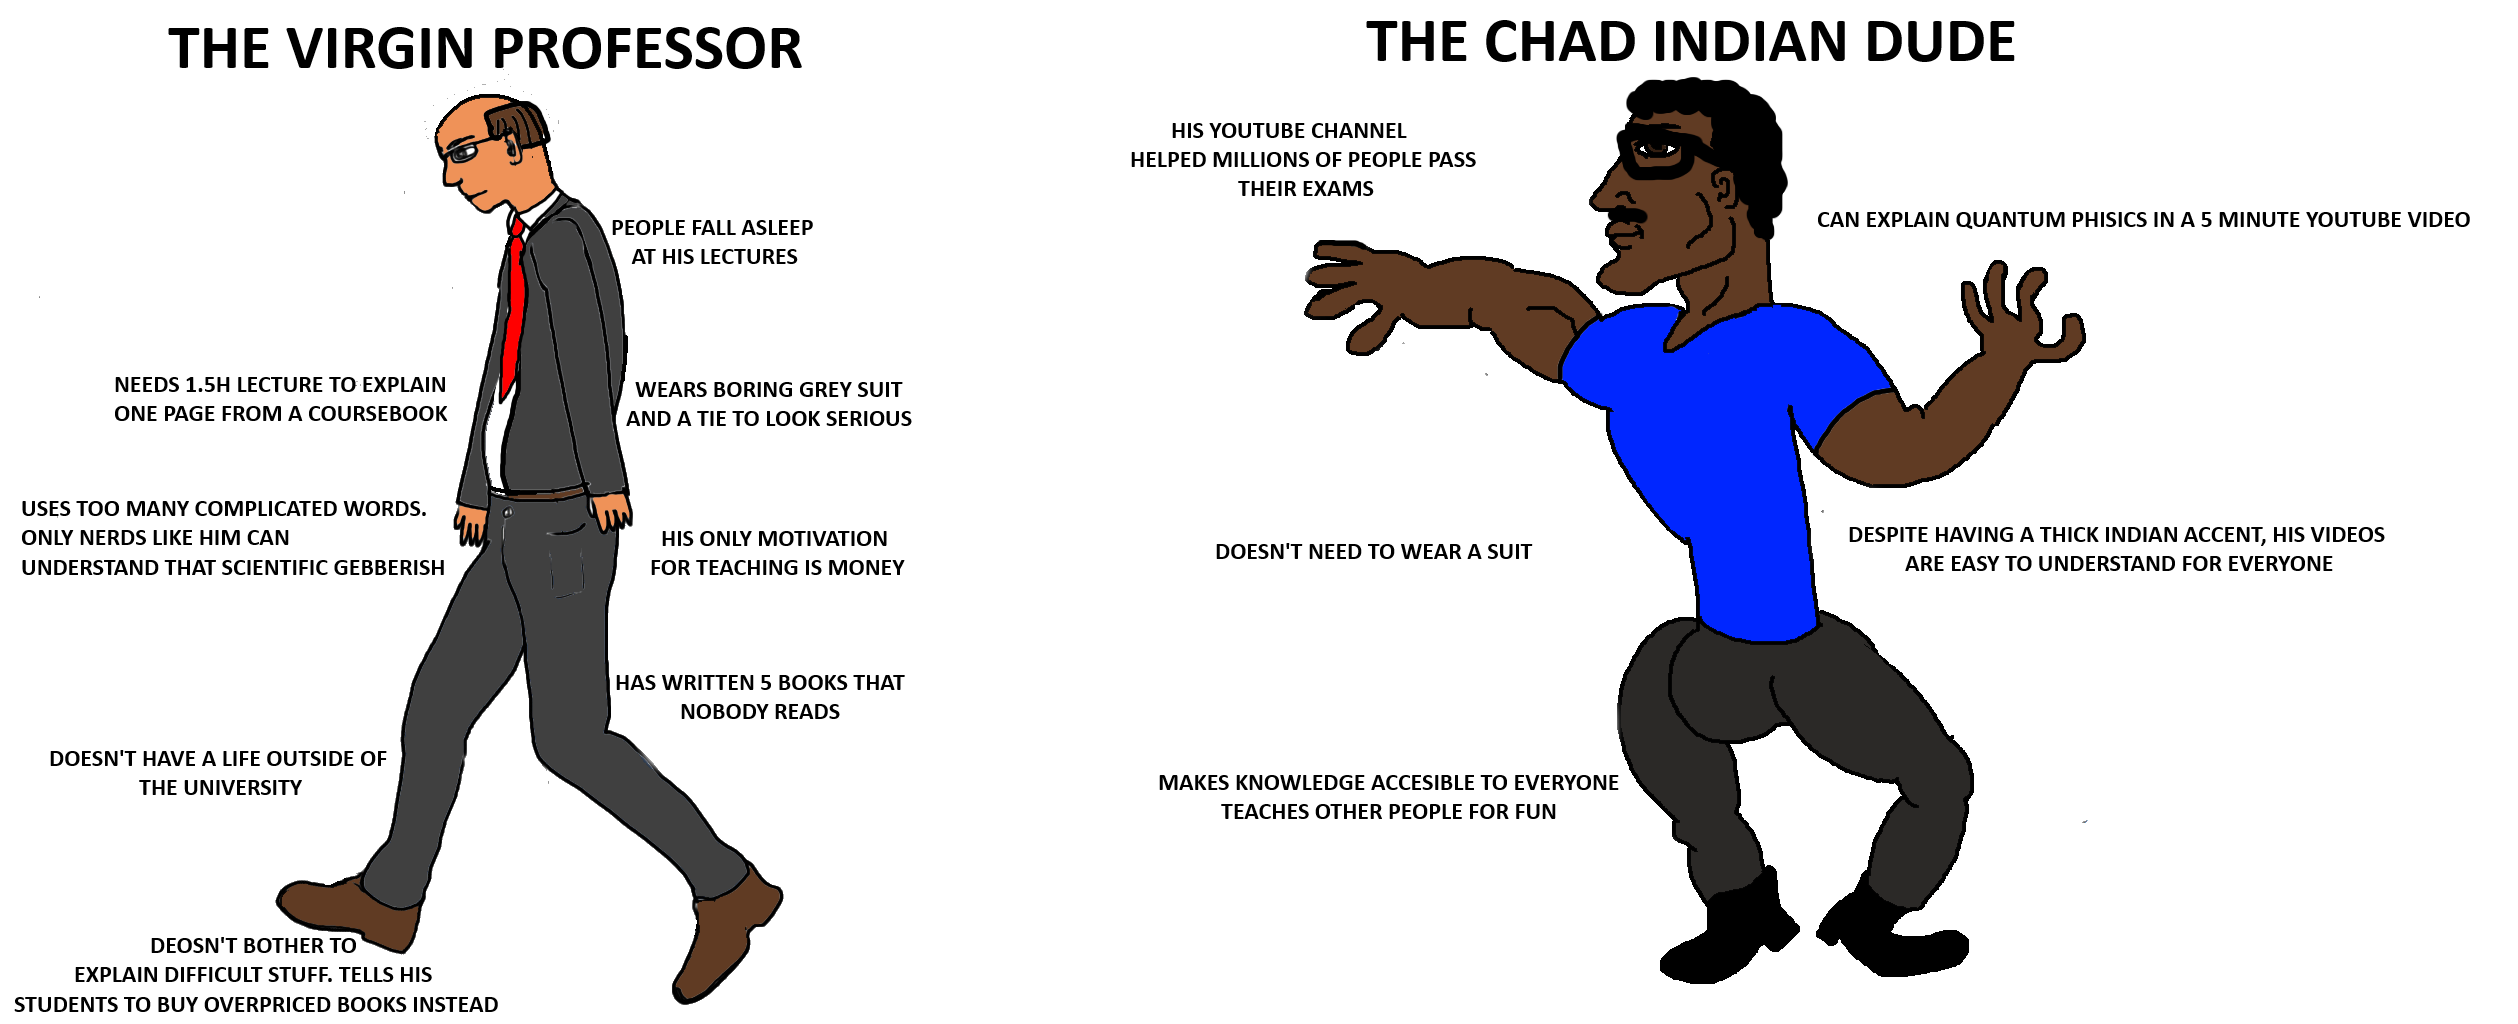 THE VIRGIN PROFESSOR
PEOPLE FALL ASLEEP
AT HIS LECTURES
NEEDS 1.5H LECTURE TO EXPLAIN
ONE PAGE FROM A COURSEBOOK
WEARS BORING GREY SUIT
AND A TIE TO LOOK SERIOUS
USES TOO MANY COMPLICATED WORDS.
ONLY NERDS LIKE HIM CAN
UNDERSTAND THAT SCIENTIFIC GEBBERISH
HIS ONLY MOTIVATION
FOR TEACHING IS MONEY
HAS WRITTEN 5 BOOKS THAT
NOBODY READS
DOESN'T HAVE A LIFE OUTSIDE OF
THE UNIVERSITY
DEOSN'T BOTHER TO
EXPLAIN DIFFICULT STUFF. TELLS HIS
STUDENTS TO BUY OVERPRICED BOOKS INSTEAD
THE CHAD INDIAN DUDE
HIS YOUTUBE CHANNEL
HELPED MILLIONS OF PEOPLE PASS
THEIR EXAMS
CAN EXPLAIN QUANTUM PHISICS IN A 5 MINUTE YOUTUBE VIDEO
DOESN'T NEED TO WEAR A SUIT
DESPITE HAVING A THICK INDIAN ACCENT, HIS VIDEOS
ARE EASY TO UNDERSTAND FOR EVERYONE
MAKES KNOWLEDGE ACCESIBLE TO EVERYONE
TEACHES OTHER PEOPLE FOR FUN